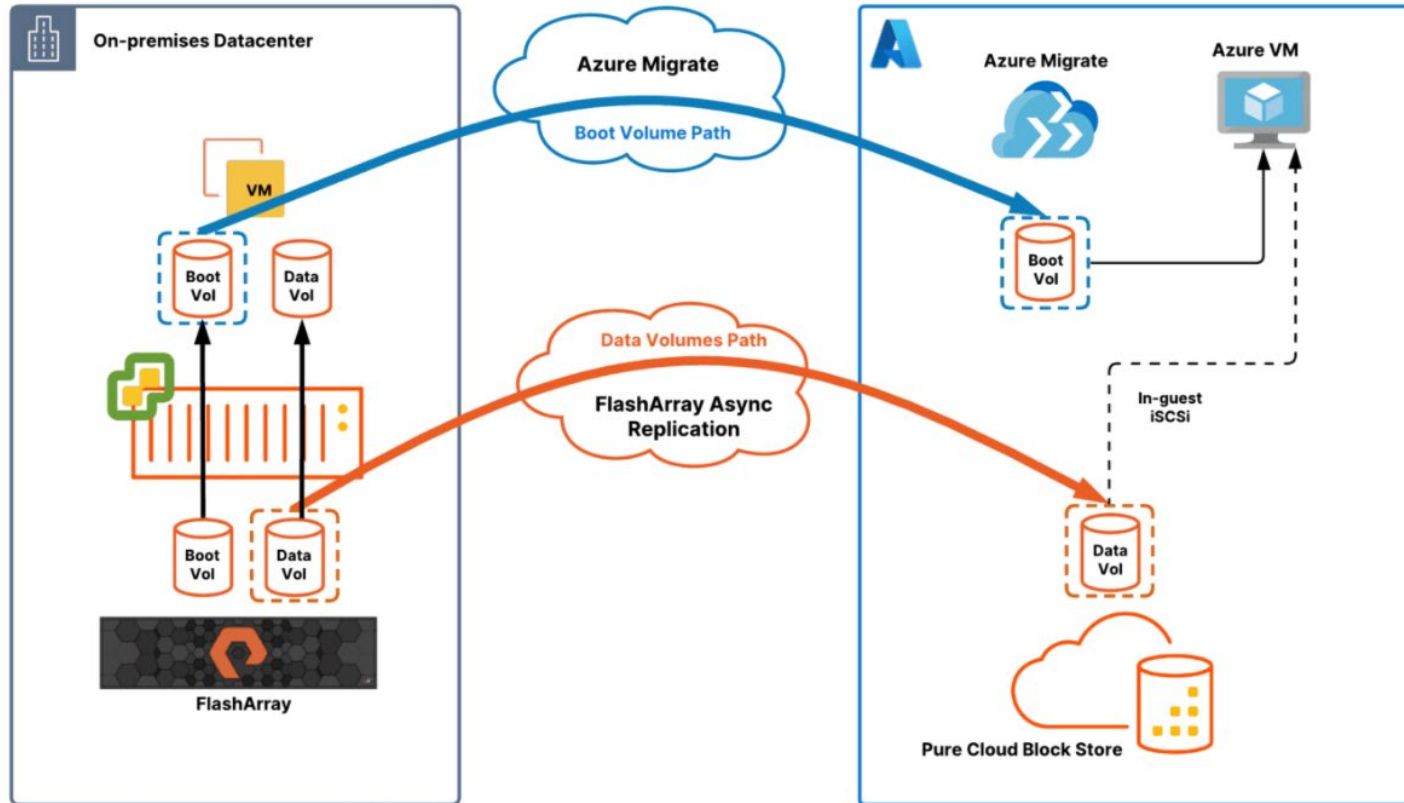 On-premises Datacenter
Azure Migrate
Boot Volume Path
Azure Migrate
Azure VM
VM
Boot
Vol
Data
Vol
Boot
Vol
Data Volumes Path
FlashArray Async
Replication
In-guest
iSCSi
Boot
Vol
Data
Vol
Data
Vol
FlashArray
Pure Cloud Block Store